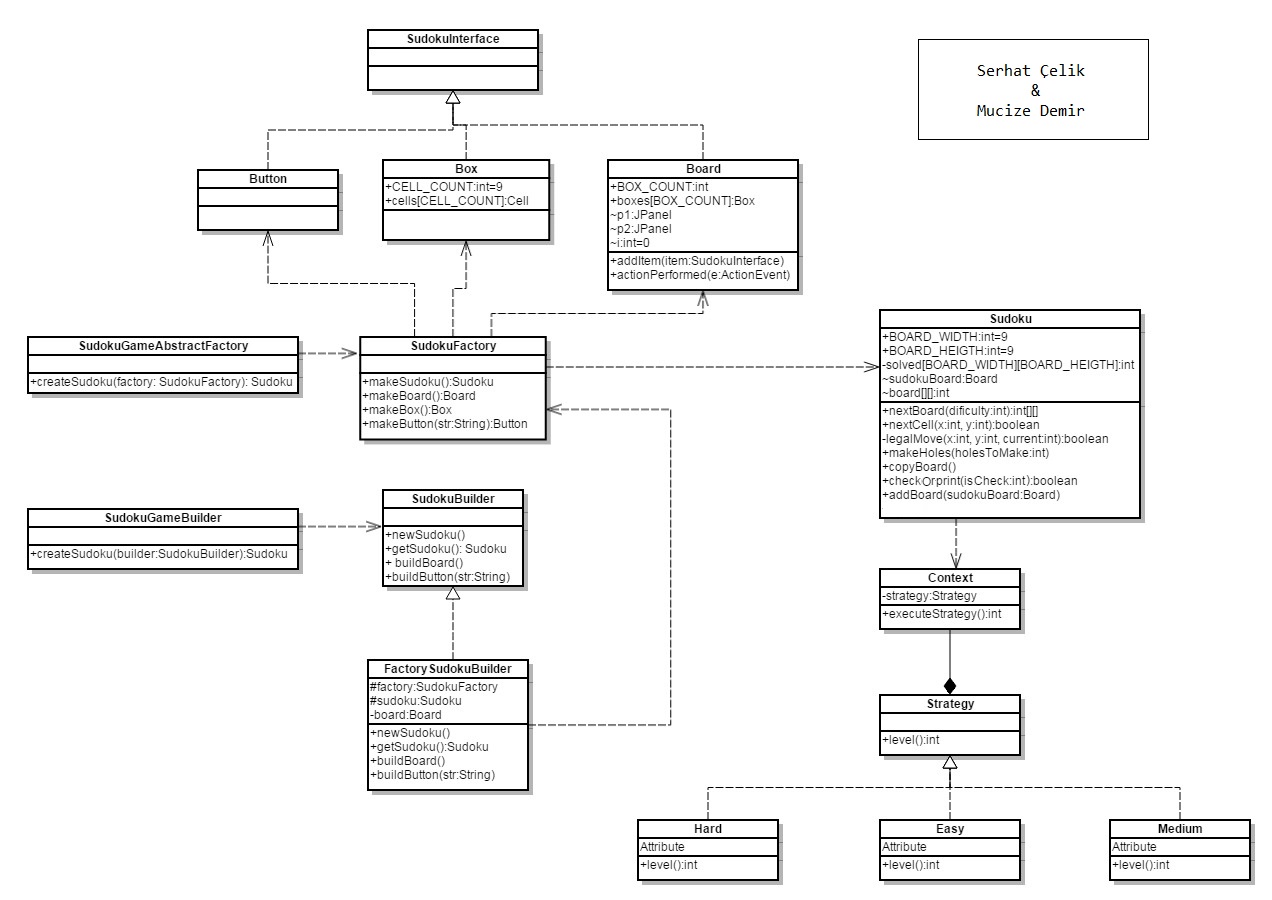 SudokuInterface
Serhat Çelik
&
Mucize Demir
Button
Box
+CELL_COUNT:int=9
+cells[CELL_COUNT]:Cell
Board
+BOX_COUNT:int
+boxes[BOX_COUNT]:Box
~p1:JPanel
~p2:JPanel
~i:int=0
+addItem(item:SudokuInterface)
+actionPerformed(e:ActionEvent)
SudokuGameAbstractFactory
+createSudoku(factory: SudokuFactory): Sudoku
SudokuFactory
+makeSudoku():Sudoku
+makeBoard():Board
+makeBox():Box
+makeButton(str:String):Button
Sudoku
+BOARD_WIDTH:int=9
+BOARD_HEIGTH:int=9
-solved[BOARD_WIDTH][BOARD_HEIGTH]:int
~sudokuBoard:Board
~board[][]:int
+nextBoard(dificulty:int):int[][]
+nextCell(x:int, y:int):boolean
-legalMove(x:int, y:int, current:int):boolean
+makeHoles(holesToMake:int)
+copyBoard()
+checkOrprint(isCheck:int):boolean
+addBoard(sudokuBoard:Board)
SudokuGameBuilder
+createSudoku(builder:SudokuBuilder):Sudoku
SudokuBuilder
+newSudoku()
+getSudoku(): Sudoku
+ buildBoard()
+buildButton(str:String)
FactorySudokuBuilder
#factory:SudokuFactory
#sudoku:Sudoku
-board:Board
+newSudoku()
+getSudoku():Sudoku
+buildBoard()
+buildButton(str:String)
Context
-strategy:Strategy
+executeStrategy():int
Strategy
+level():int
Hard
Attribute
+level():int
Easy
Attribute
+level():int
Medium
Attribute
+level():int